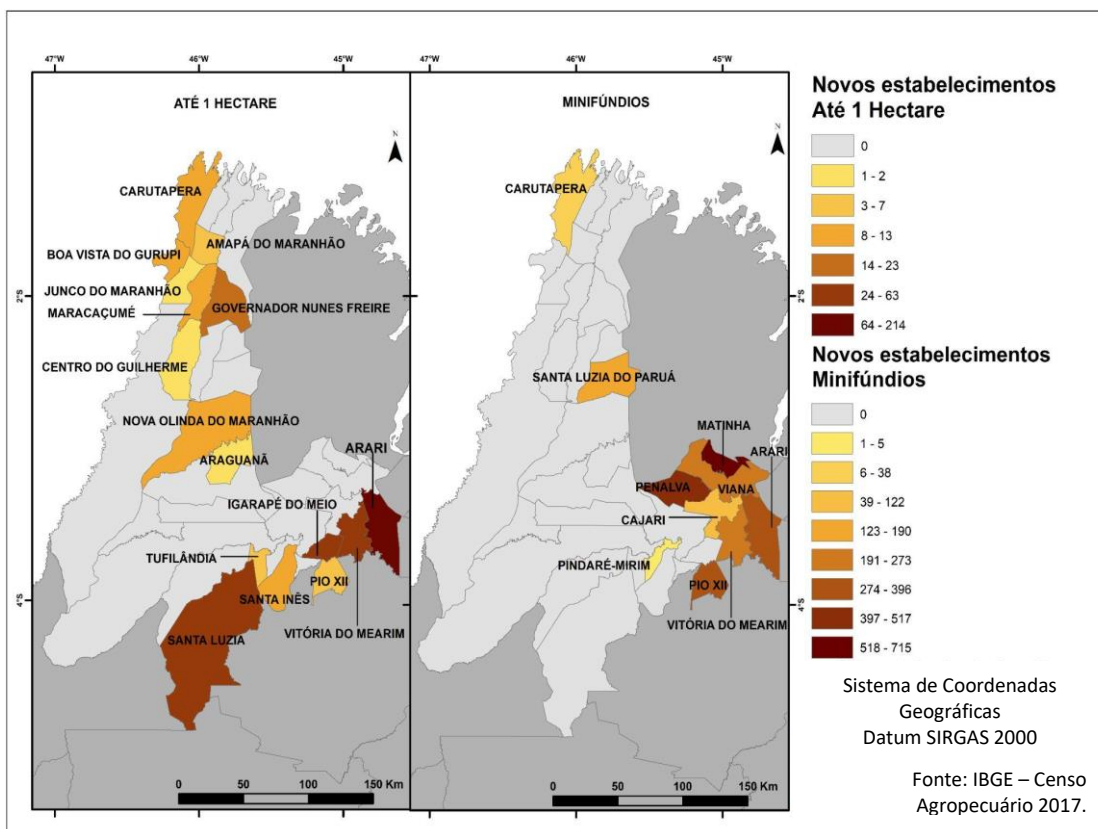 47°W
46°W
45°W
47°W
46°W
45°W
ATÉ 1 HECTARE
N
CARUTAPERA
AMAPÁ DO MARANHÃO
BOA VISTA DO GURUPI
JUNCO DO MARANHÃO
GOVERNADOR NUNES FREIRE
MARACAÇUMÉ
CENTRO DO GUILHERME
NOVA OLINDA DO MARANHÃO
ARAGUANÃ
ARARI
IGARAPÉ DO MEIO
TUFILÂNDIA
PIO XII
SANTA INÊS
VITÓRIA DO MEARIM
SANTA LUZIA
2°S
4°S
0
50
100
150 Km
MINIFÚNDIOS
N
CARUTAPERA
SANTA LUZIA DO PARUÁ
MATINHA
ARARI
PENALVA
VIANA
CAJARI
PINDARÉ-MIRIM
PIO XII
VITÓRIA DO MEARIM
2°S
4°S
0
50
100
150 Km
Novos estabelecimentos
Até 1 Hectare
0
1 - 2
3 - 7
8 - 13
14 - 23
24 - 63
64 - 214
Novos estabelecimentos
Minifúndios
0
1 - 5
6 - 38
39 - 122
123 - 190
191 - 273
274 - 396
397 - 517
518 - 715
Sistema de Coordenadas
Geográficas
Datum SIRGAS 2000
Fonte: IBGE – Censo
Agropecuário 2017.